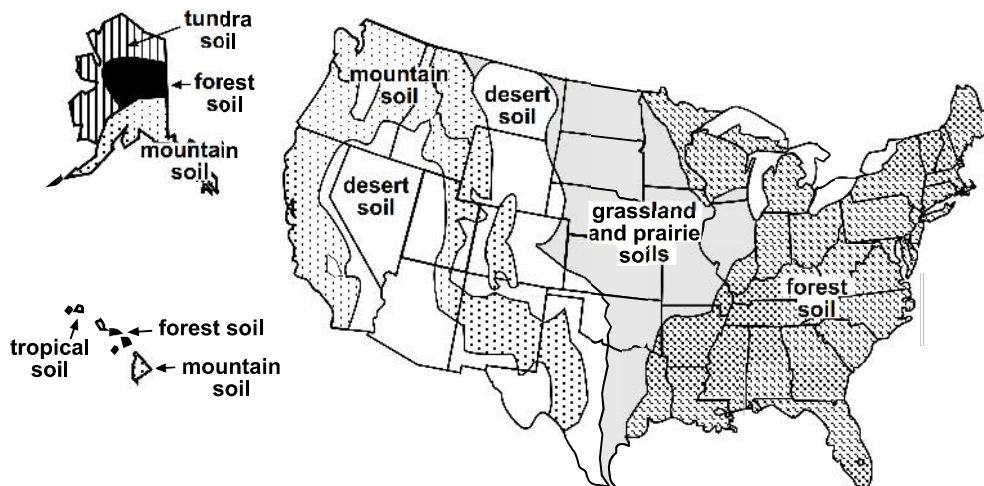 tundra
soil
forest
soil
mountain
soil
tropical
soil
forest soil
mountain
soil
mountain
soil
desert
soil
desert
soil
grassland
and prairie
soils
forest
soil